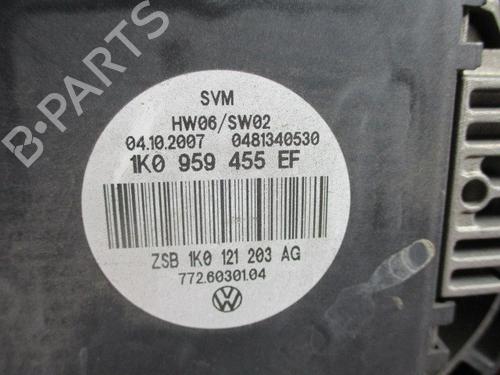 SVM
HW06/SW02
04.10.2007 0481340530
1K0 959 455 EF
ZSB 1K0 121 203 AG
772.60301.04
B-PARTS